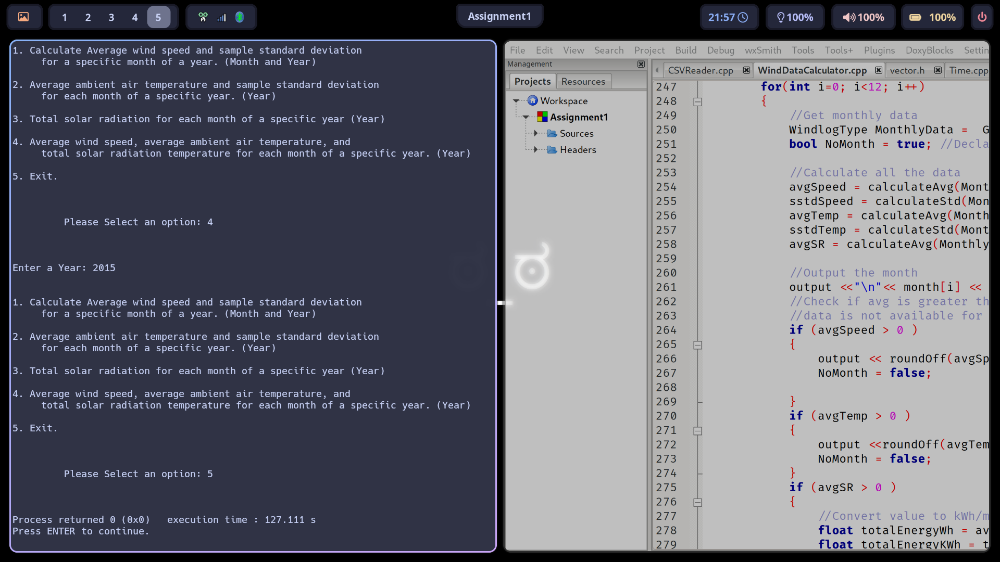 1 2 3 4 5
Assignment1
21:57 100% 100% 100%
1. Calculate Average wind speed and sample standard deviation
for a specific month of a year. (Month and Year)
2. Average ambient air temperature and sample standard deviation
for each month of a specific year. (Year)
3. Total solar radiation for each month of a specific year (Year)
4. Average wind speed, average ambient air temperature, and
total solar radiation temperature for each month of a specific year. (Year)
5. Exit.
Please Select an option: 4
Enter a Year: 2015
1. Calculate Average wind speed and sample standard deviation
for a specific month of a year. (Month and Year)
2. Average ambient air temperature and sample standard deviation
for each month of a specific year. (Year)
3. Total solar radiation for each month of a specific year (Year)
4. Average wind speed, average ambient air temperature, and
total solar radiation temperature for each month of a specific year. (Year)
5. Exit.
Please Select an option: 5
Process returned 0 (0x0)   execution time : 127.111 s
Press ENTER to continue.
File Edit View Search Project Build Debug wxSmith Tools Tools+ Plugins DoxyBlocks Settin
Management
Projects Resources
Workspace
Assignment1
Sources
Headers
CSVReader.cpp WindDataCalculator.cpp vector.h Time.cpp
247 for(int i=0; i<12; i++)
248 {
249 //Get monthly data
250 WindlogType MonthlyData =  G
251 bool NoMonth = true; //Decla
252
253 //Calculate all the data
254 avgSpeed = calculateAvg(Mont
255 sstdSpeed = calculateStd(Mon
256 avgTemp = calculateAvg(Month
257 sstdTemp = calculateStd(Mont
258 avgSR = calculateAvg(Monthly
259
260 //Output the month
261 output <<"\n"<< month[i] <<
262 //Check if avg is greater th
263 //data is not available for
264 if (avgSpeed > 0 )
265 {
266 output << roundOff(avgSp
267 NoMonth = false;
268
269 }
270 if (avgTemp > 0 )
271 {
272 output <<roundOff(avgTem
273 NoMonth = false;
274 }
275 if (avgSR > 0 )
276 {
277 //Convert value to kWh/m
278 float totalEnergyWh = av
279 float totalEnergyKWh = t